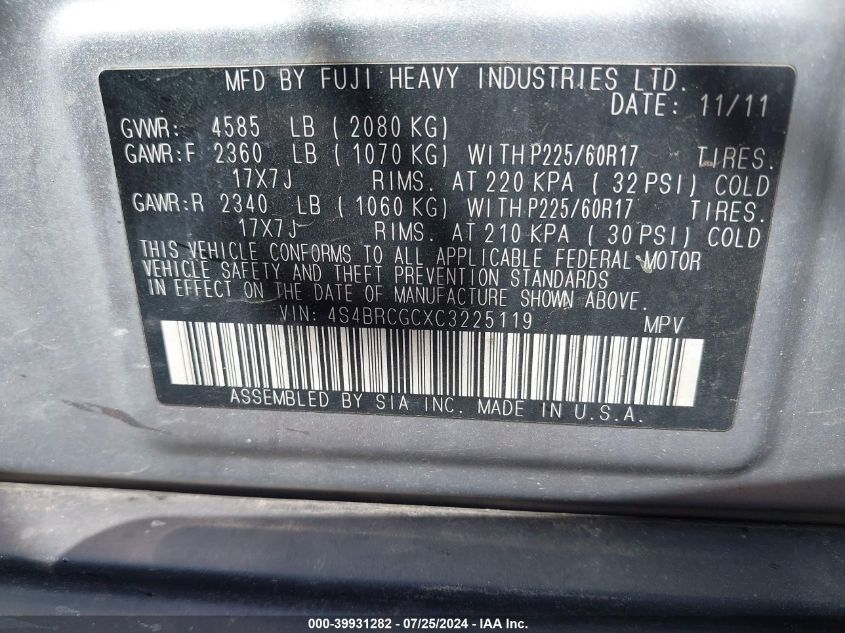 MFD BY FUJI HEAVY INDUSTRIES LTD.
DATE: 11/11
GVWR: 4585 LB (2080 KG)
GAWR:F 2360 LB (1070 KG) WITH P225/60R17 TIRES.
17X7J RIMS. AT 220 KPA (32 PSI) COLD
GAWR:R 2340 LB (1060 KG) WITH P225/60R17 TIRES.
17X7J RIMS. AT 210 KPA (30 PSI) COLD
THIS VEHICLE CONFORMS TO ALL APPLICABLE FEDERAL MOTOR
VEHICLE SAFETY AND THEFT PREVENTION STANDARDS
IN EFFECT ON THE DATE OF MANUFACTURE SHOWN ABOVE.
VIN: 4S4BRCGCXC3225119 MPV
ASSEMBLED BY SIA INC. MADE IN U.S.A.
000-39931282 / 07/25/2024 - IAA Inc.